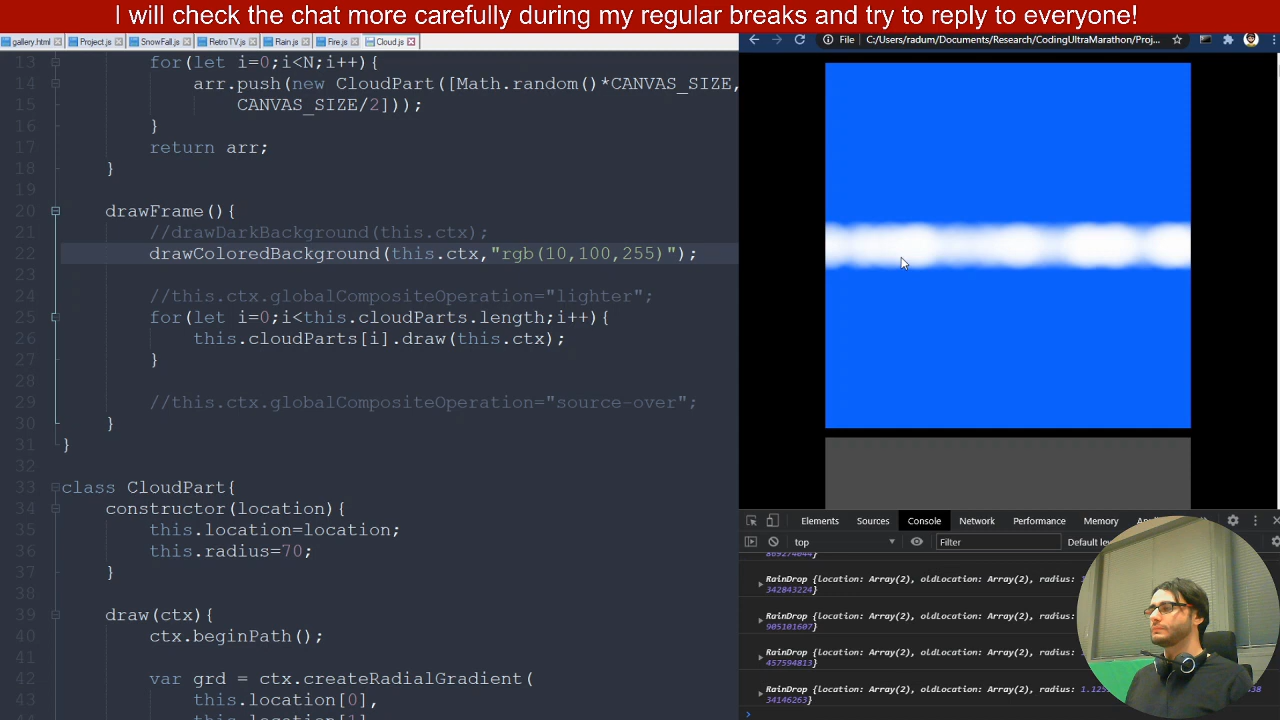 I will check the chat more carefully during my regular breaks and try to reply to everyone!
gallery.html Project.js SnowFall.js RetroTV.js Rain.js Fire.js Cloud.js
File C:/Users/radum/Documents/Research/CodingUltraMarathon/Proj...
13 for(let i=0;i<N;i++){
14 arr.push(new CloudPart([Math.random()*CANVAS_SIZE,
15 CANVAS_SIZE/2]));
16 }
17 return arr;
18 }
19
20 drawFrame(){
21 //drawDarkBackground(this.ctx);
22 drawColoredBackground(this.ctx,"rgb(10,100,255)");
23
24 //this.ctx.globalCompositeOperation="lighter";
25 for(let i=0;i<this.cloudParts.length;i++){
26 this.cloudParts[i].draw(this.ctx);
27 }
28
29 //this.ctx.globalCompositeOperation="source-over";
30 }
31 }
32
33 class CloudPart{
34 constructor(location){
35 this.location=location;
36 this.radius=70;
37 }
38
39 draw(ctx){
40 ctx.beginPath();
41
42 var grd = ctx.createRadialGradient(
43 this.location[0],
Elements Sources Console Network Performance Memory
top Filter Default
869274044}
RainDrop {location: Array(2), oldLocation: Array(2), radius:
342843224}
RainDrop {location: Array(2), oldLocation: Array(2), radius:
905101607}
RainDrop {location: Array(2), oldLocation: Array(2), radius:
457594813}
RainDrop {location: Array(2), oldLocation: Array(2), radius:
34146263}